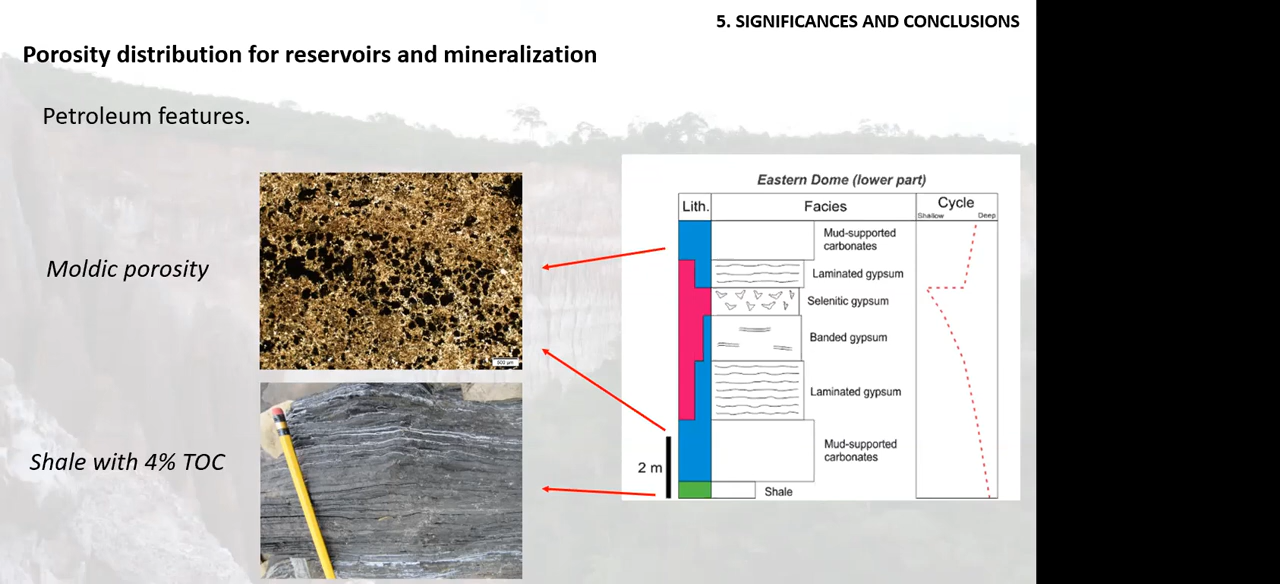 5. SIGNIFICANCES AND CONCLUSIONS
Porosity distribution for reservoirs and mineralization
Petroleum features.
Moldic porosity
500 µm
Shale with 4% TOC
Eastern Dome (lower part)
Lith.
Facies
Cycle
Shallow
Deep
Mud-supported
carbonates
Laminated gypsum
Selenitic gypsum
Banded gypsum
Laminated gypsum
Mud-supported
carbonates
Shale
2 m